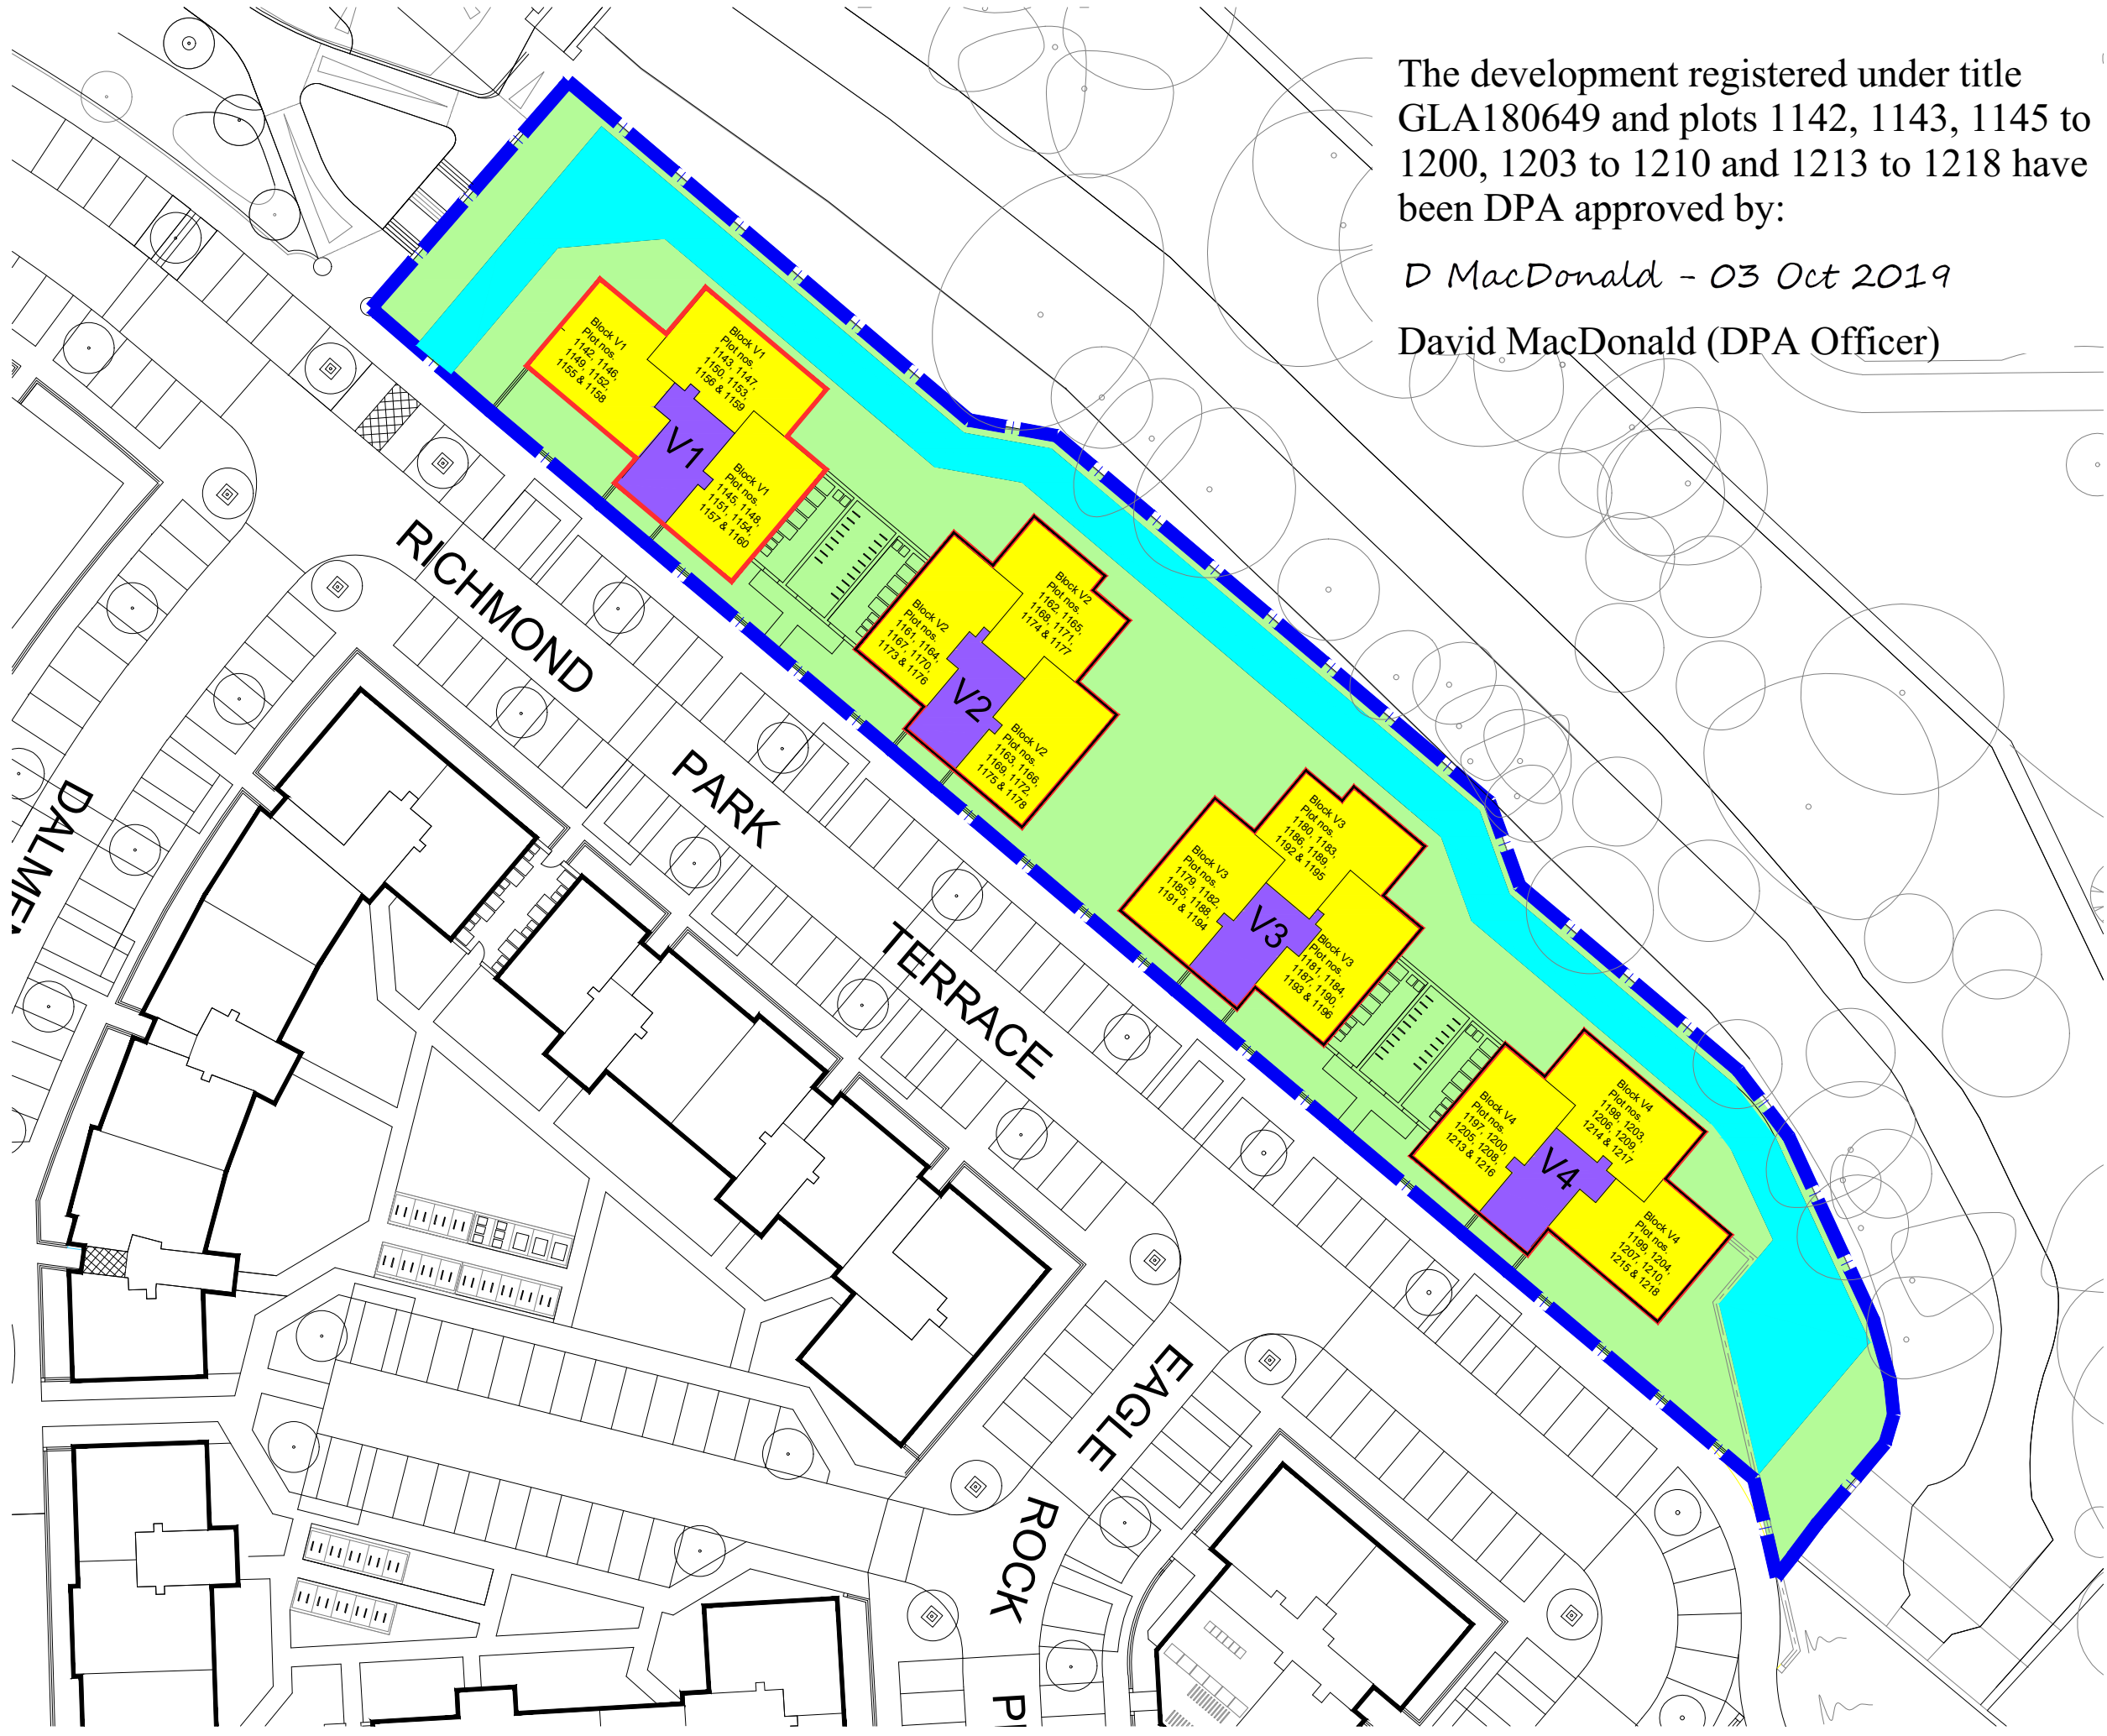 The development registered under title
GLA180649 and plots 1142, 1143, 1145 to
1200, 1203 to 1210 and 1213 to 1218 have
been DPA approved by:
D MacDonald - 03 Oct 2019
David MacDonald (DPA Officer)
Block V1
Plot nos.
1142, 1146,
1149, 1152,
1155 & 1158
Block V1
Plot nos.
1143, 1147,
1150, 1153,
1156 & 1159
V1
Block V1
Plot nos.
1145, 1148,
1151, 1154,
1157 & 1160
Block V2
Plot nos.
1161, 1164,
1167, 1170,
1173 & 1176
Block V2
Plot nos.
1162, 1165,
1168, 1171,
1174 & 1177
V2
Block V2
Plot nos.
1163, 1166,
1169, 1172,
1175 & 1178
Block V3
Plot nos.
1179, 1182,
1185, 1188,
1191 & 1194
Block V3
Plot nos.
1180, 1183,
1186, 1189,
1192 & 1195
V3
Block V3
Plot nos.
1181, 1184,
1187, 1190,
1193 & 1196
Block V4
Plot nos.
1197, 1200,
1205, 1208,
1213 & 1216
Block V4
Plot nos.
1198, 1203,
1206, 1209,
1214 & 1217
V4
Block V4
Plot nos.
1199, 1204,
1207, 1210,
1215 & 1218
RICHMOND
PARK
TERRACE
DALME
EAGLE
ROCK